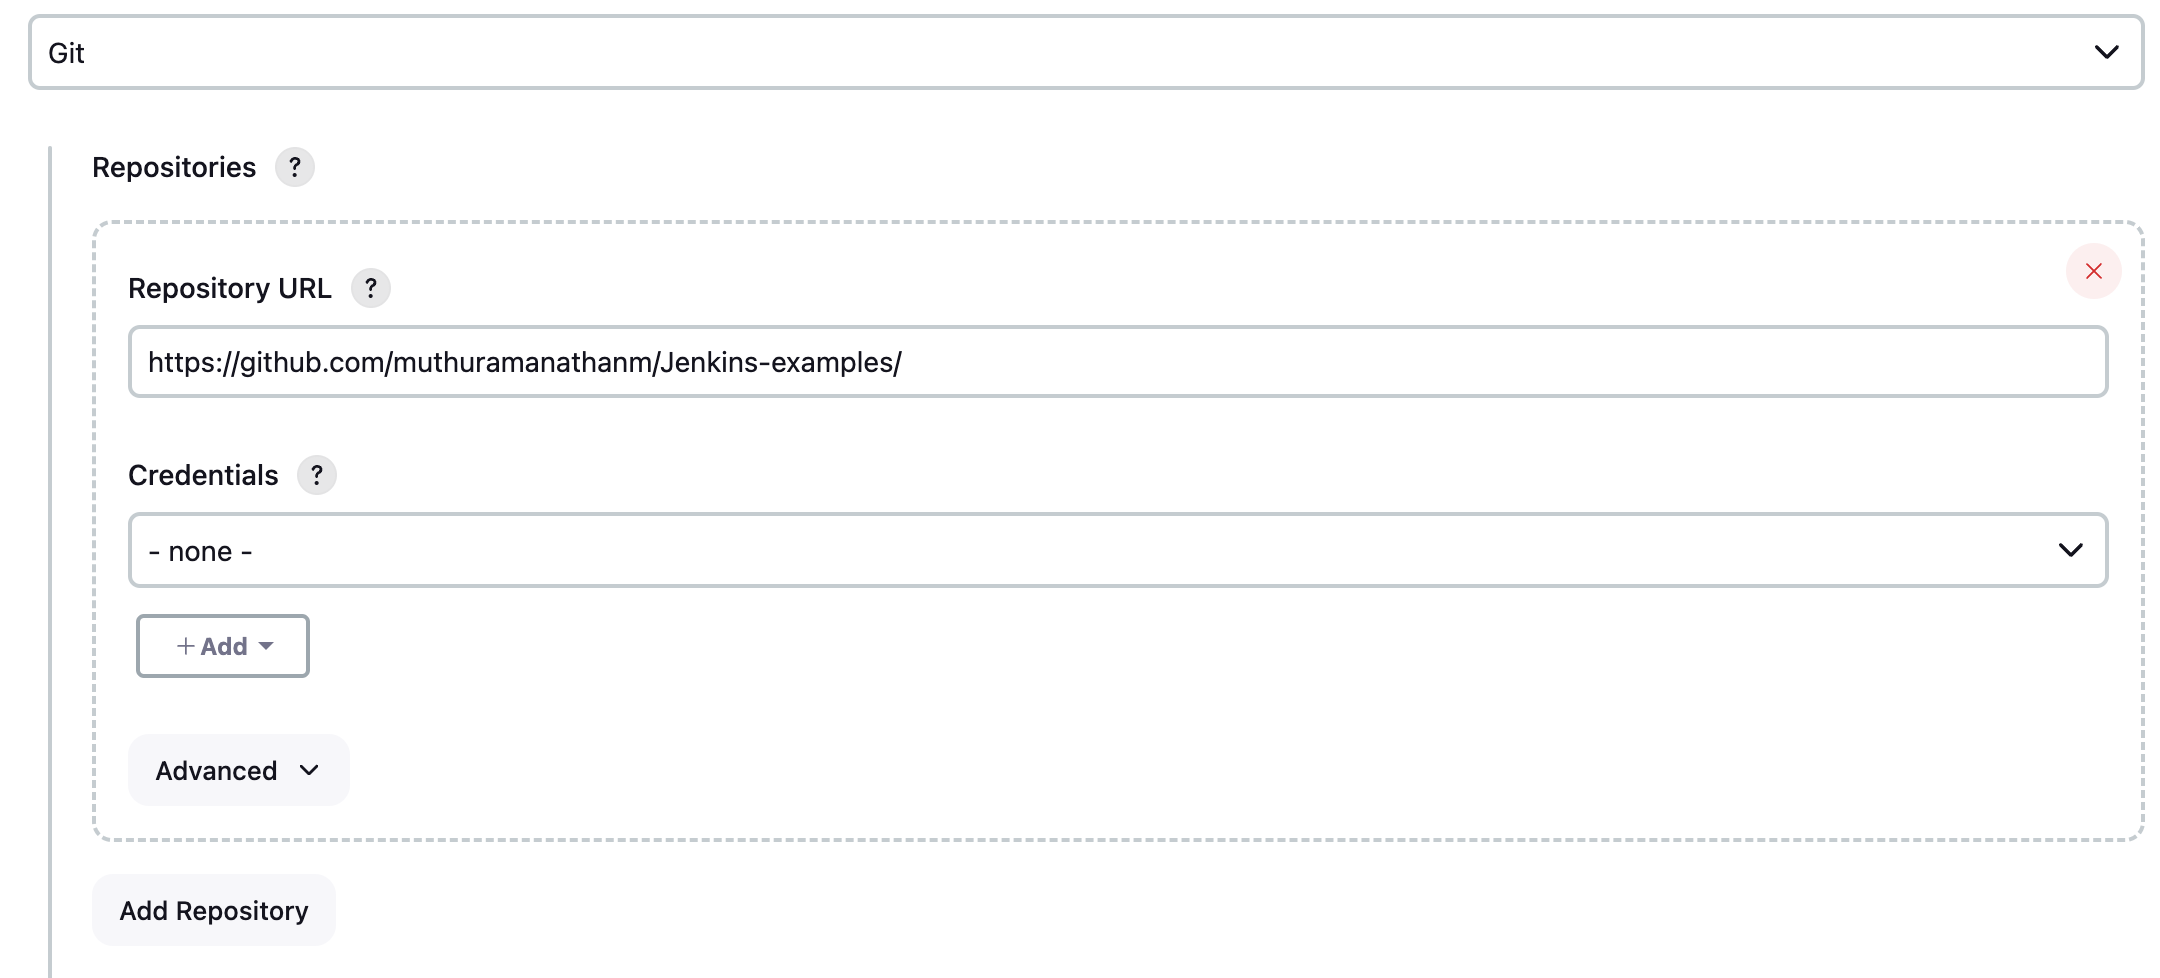 Git
Repositories ?
Repository URL ?
https://github.com/muthuramanathanm/Jenkins-examples/
Credentials ?
- none -
+ Add
Advanced
Add Repository